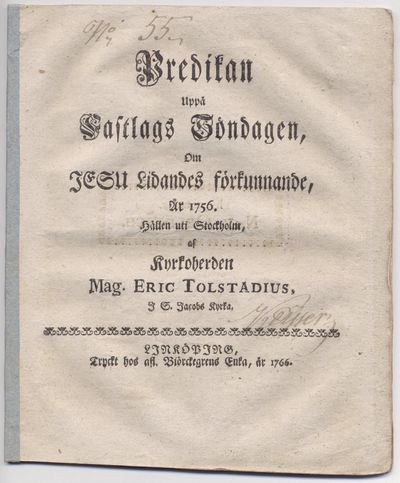 No 55.
Predikan
Uppå
Fastlags Söndagen,
Om
JESU Lidandes förkunnande,
År 1756.
Hållen uti Stockholm,
af
Kyrkoherden
Mag. ERIC TOLSTADIUS,
J S. Jacobs Kyrka.
LINKÖPING,
Tryckt hos afl. Biörckegrens Enka, år 1766.